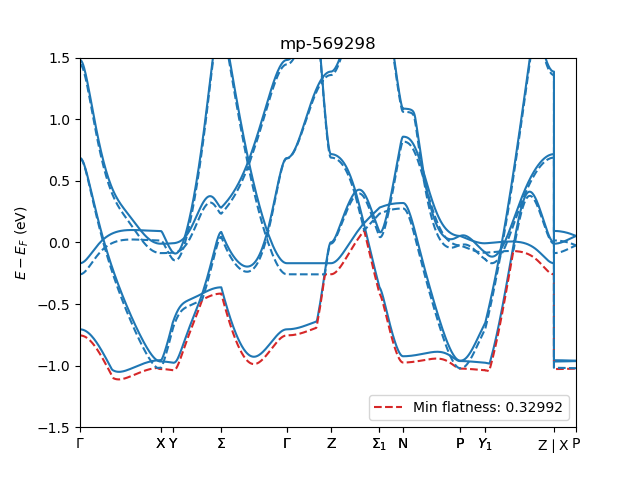 mp-569298
E − E_F (eV)
1.5
1.0
0.5
0.0
−0.5
−1.0
−1.5
Min flatness: 0.32992
Γ X Y Σ Γ Z Σ₁ N P Y₁ Z | X P